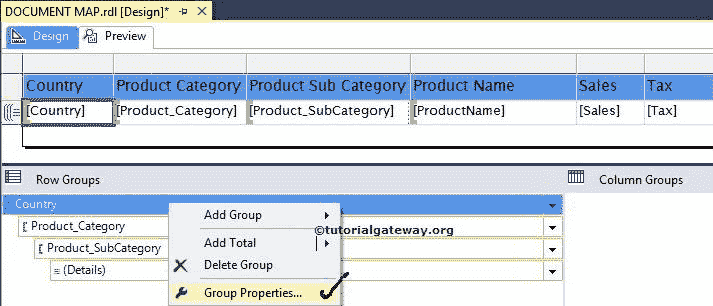 DOCUMENT MAP.rdl [Design]*
Design Preview
Country Product Category Product Sub Category Product Name Sales Tax
[Country] [Product_Category] [Product_SubCategory] [ProductName] [Sales] [Tax]
Row Groups Column Groups
Country
[ Product_Category
[ Product_SubCategory
(Details)
Add Group
©tutorialgateway.org
Add Total
Delete Group
Group Properties...